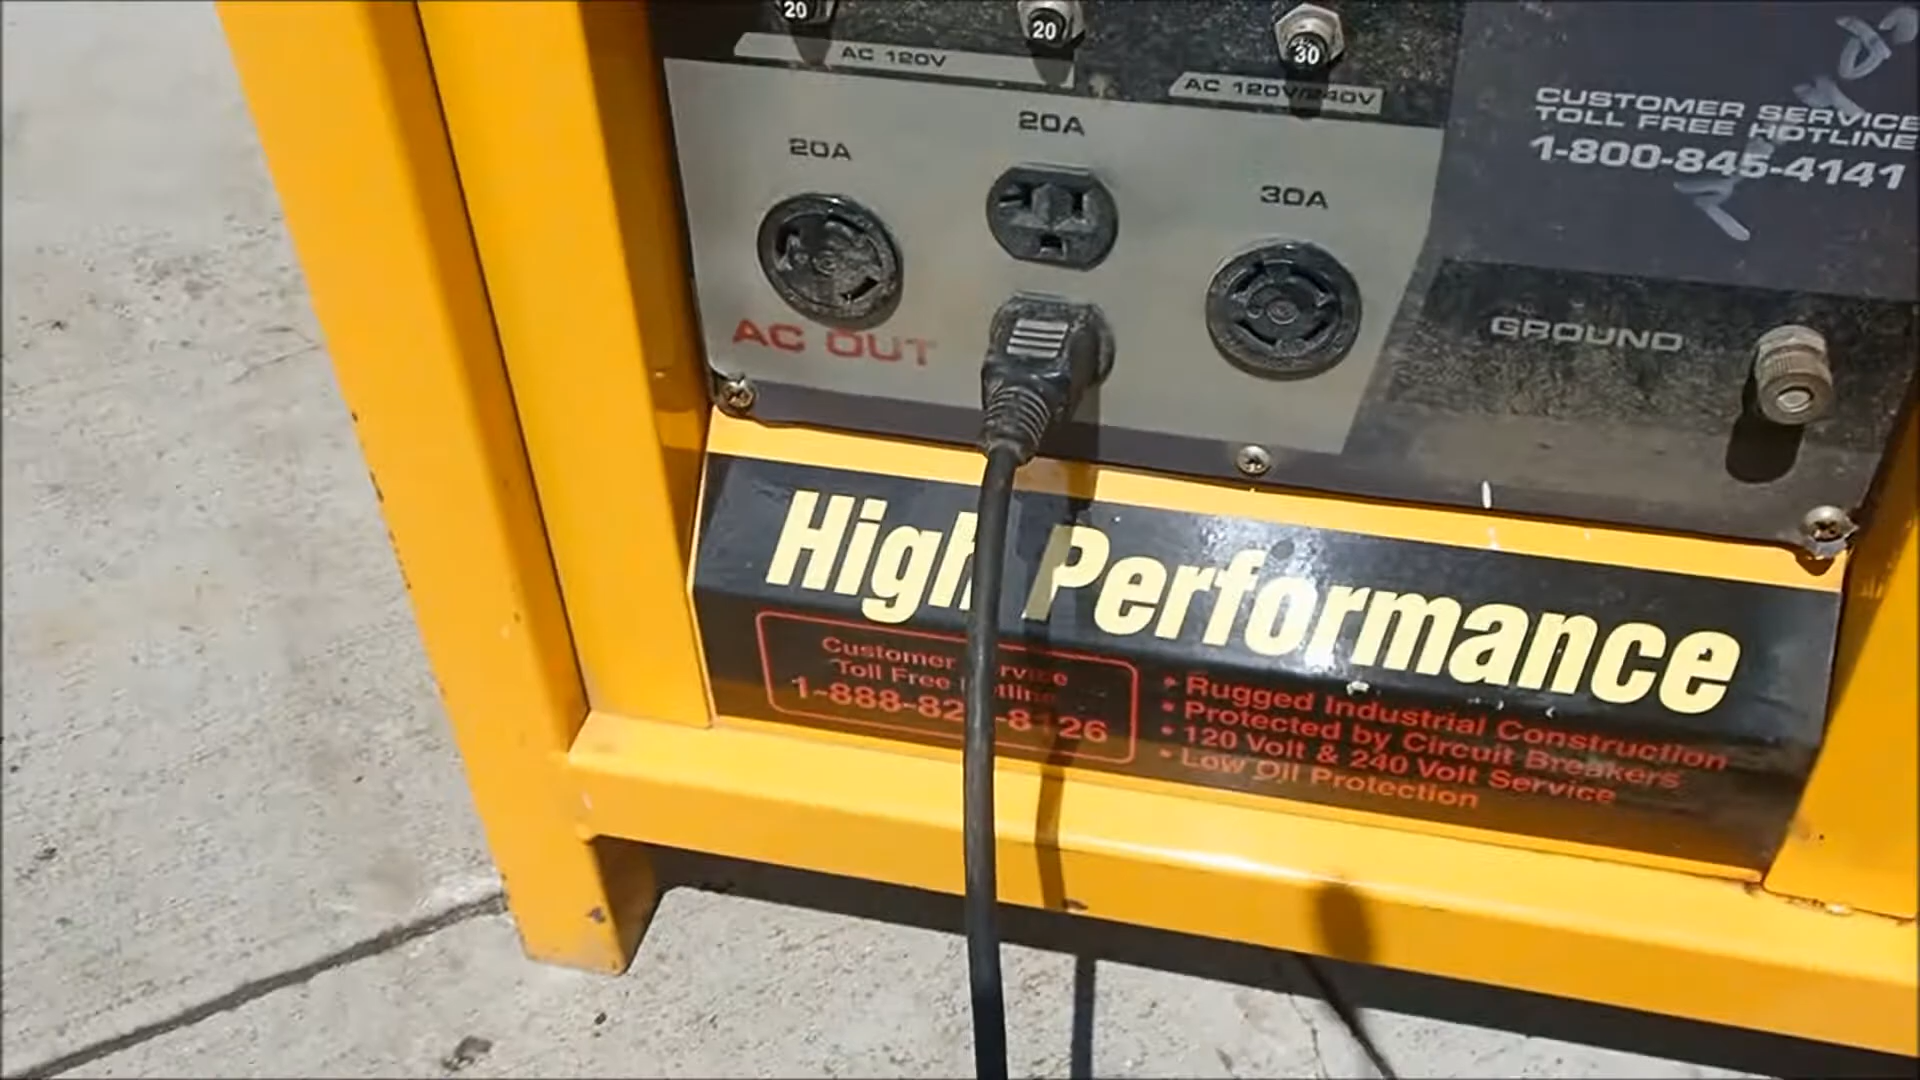 20
20
30
AC 120V
AC 120V/240V
20A
20A
30A
CUSTOMER SERVICE
TOLL FREE HOTLINE
1-800-845-4141
AC OUT
GROUND
High Performance
Customer
Toll Free
• Rugged Industrial Construction
• Protected by Circuit Breakers
• 120 Volt & 240 Volt Service
• Low Oil Protection